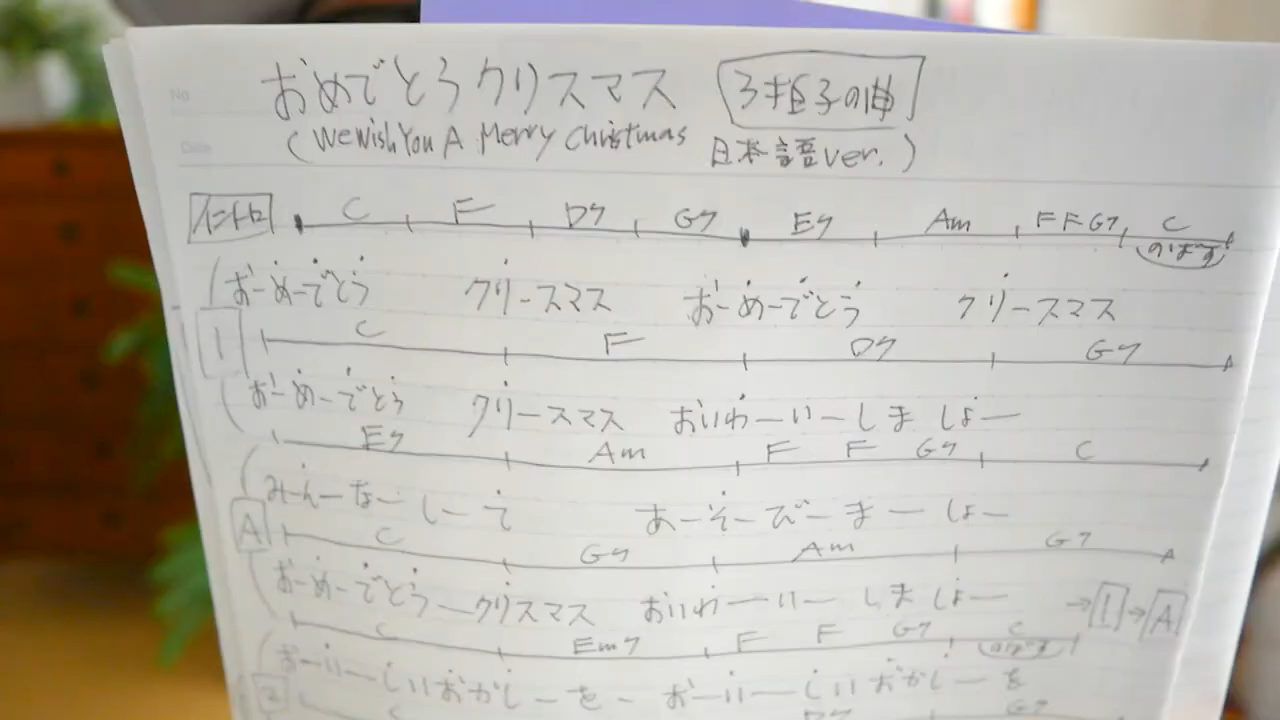 No.
おめでとうクリスマス 3拍子の曲
Date
(We Wish You A Merry Christmas 日本語ver.)
イントロ C F D7 G7 E7 Am F F G7 C
のばす
おーめーでとう クリースマス おーめーでとう クリースマス
1 C F D7 G7
おーめーでとう クリースマス おいわーいーしましょー
E7 Am F F G7 C
みーんーなーしーて あーそーびーまーしょー
A C G7 Am G7
おーめーでとうークリスマス おいわーいーしましょー →1→A
C Em7 F F G7 C
のばす
おーいーしいおかしーを- おーいーしいおかしーを
2 C D7 G7